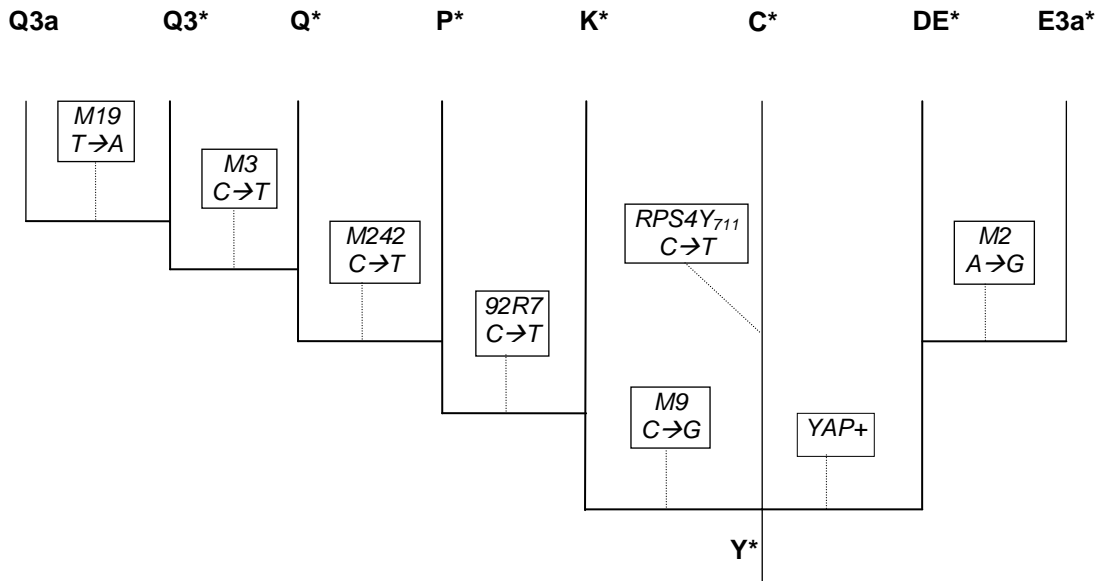 Q3a Q3* Q* P* K* C* DE* E3a*
M19
T→A
M3
C→T
M242
C→T
RPS4Y711
C→T
M2
A→G
92R7
C→T
M9
C→G
YAP+
Y*